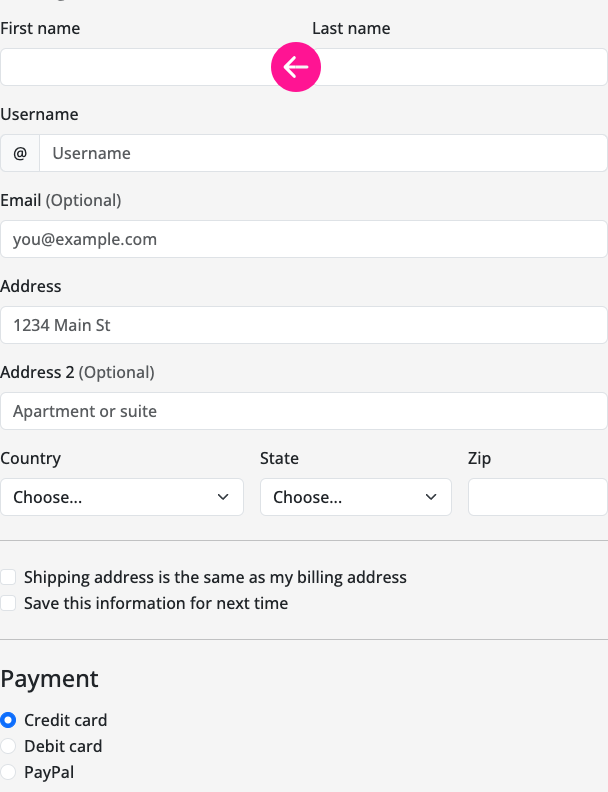 First name Last name
Username
@ Username
Email (Optional)
you@example.com
Address
1234 Main St
Address 2 (Optional)
Apartment or suite
Country State Zip
Choose... Choose...
Shipping address is the same as my billing address
Save this information for next time
Payment
Credit card
Debit card
PayPal